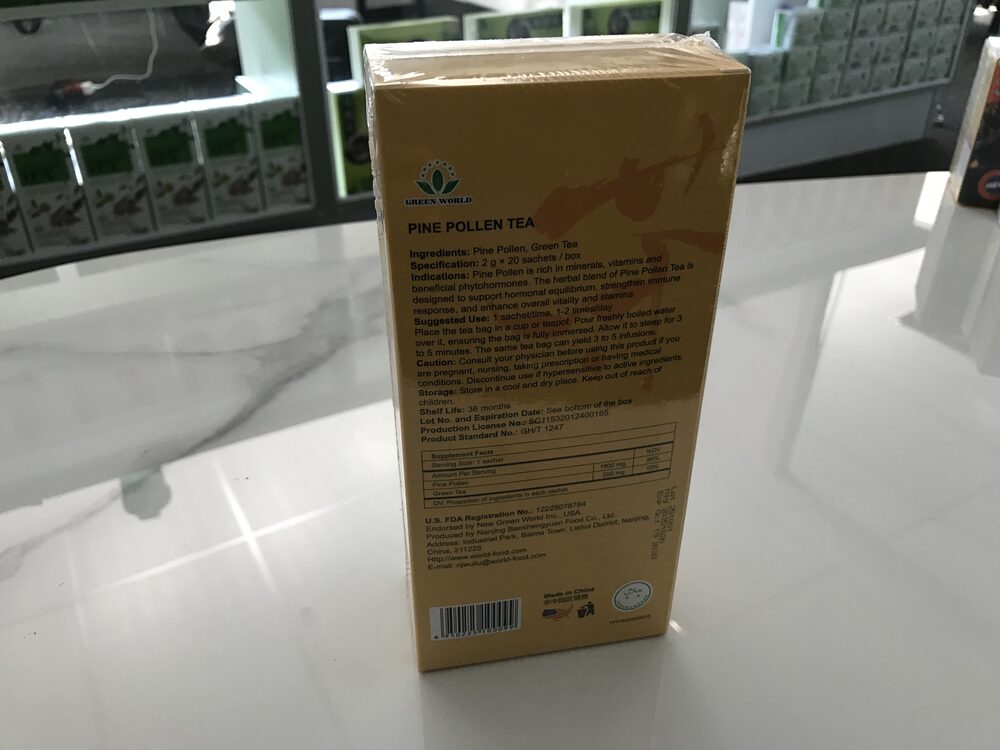 GREEN WORLD
PINE POLLEN TEA
Ingredients: Pine Pollen, Green Tea
Specification: 2 g × 20 sachets / box
Indications: Pine Pollen is rich in minerals, vitamins and
beneficial phytohormones. The herbal blend of Pine Pollen Tea is
designed to support hormonal equilibrium, strengthen immune
response, and enhance overall vitality and stamina.
Suggested Use: 1 sachet/time, 1-2 times/day
Place the tea bag in a cup or teapot. Pour freshly boiled water
over it, ensuring the bag is fully immersed. Allow it to steep for 3
to 5 minutes. The same tea bag can yield 3 to 5 infusions.
Caution: Consult your physician before using this product if you
are pregnant, nursing, taking prescription or having medical
conditions. Discontinue use if hypersensitive to active ingredients.
Storage: Store in a cool and dry place. Keep out of reach of
children.
Shelf Life: 36 months
Lot No. and Expiration Date: See bottom of the box
Production License No.: SC11532012400165
Product Standard No.: GH/T 1247
Supplement Facts
Serving Size: 1 sachet
Amount Per Serving %DV
Pine Pollen 1800 mg 90%
Green Tea 200 mg 10%
DV: Proportion of ingredients in each sachet
U.S. FDA Registration No.: 12225078784
Endorsed by New Green World Inc., USA.
Produced by Nanjing Baoshengyuan Food Co., Ltd.
Address: Industrial Park, Baima Town, Lishui District, Nanjing,
China, 211225
Http://www.world-food.com
E-mail: njwuliu@world-food.com
Made in China